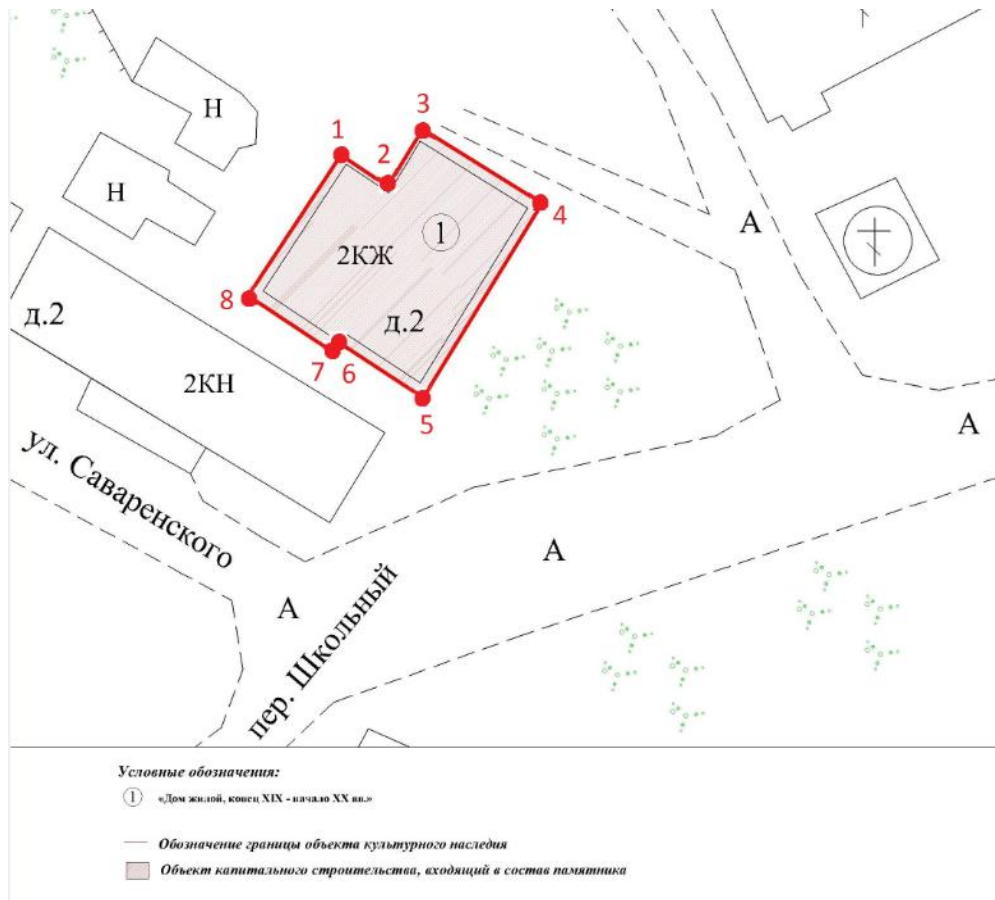 Н
3
1
2
Н
4
А
1
2КЖ
8
д.2
д.2
7
6
2КН
5
А
ул. Саваренского
А
А
пер. Школьный
Условные обозначения:
1 «Дом жилой, конец XIX - начало XX вв.»
Обозначение границы объекта культурного наследия
Объект капитального строительства, входящий в состав памятника